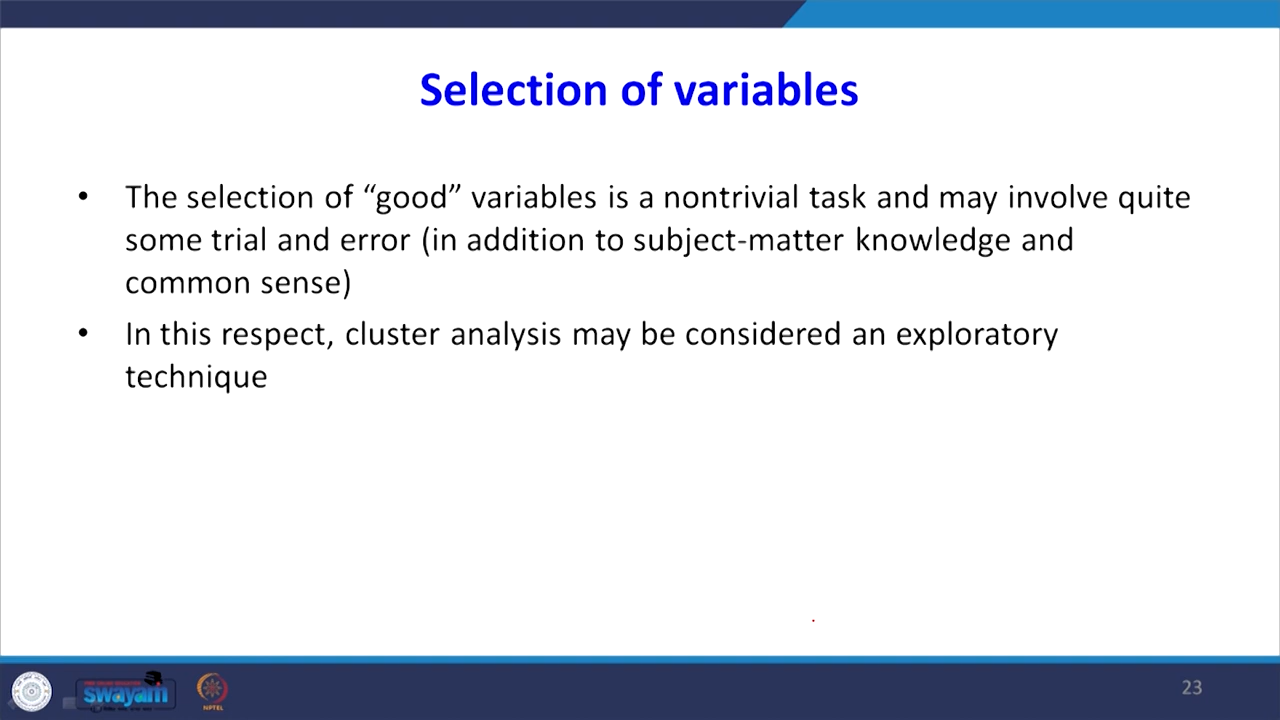 Selection of variables
• The selection of “good” variables is a nontrivial task and may involve quite
some trial and error (in addition to subject-matter knowledge and
common sense)
• In this respect, cluster analysis may be considered an exploratory
technique
swayam
NPTEL
23